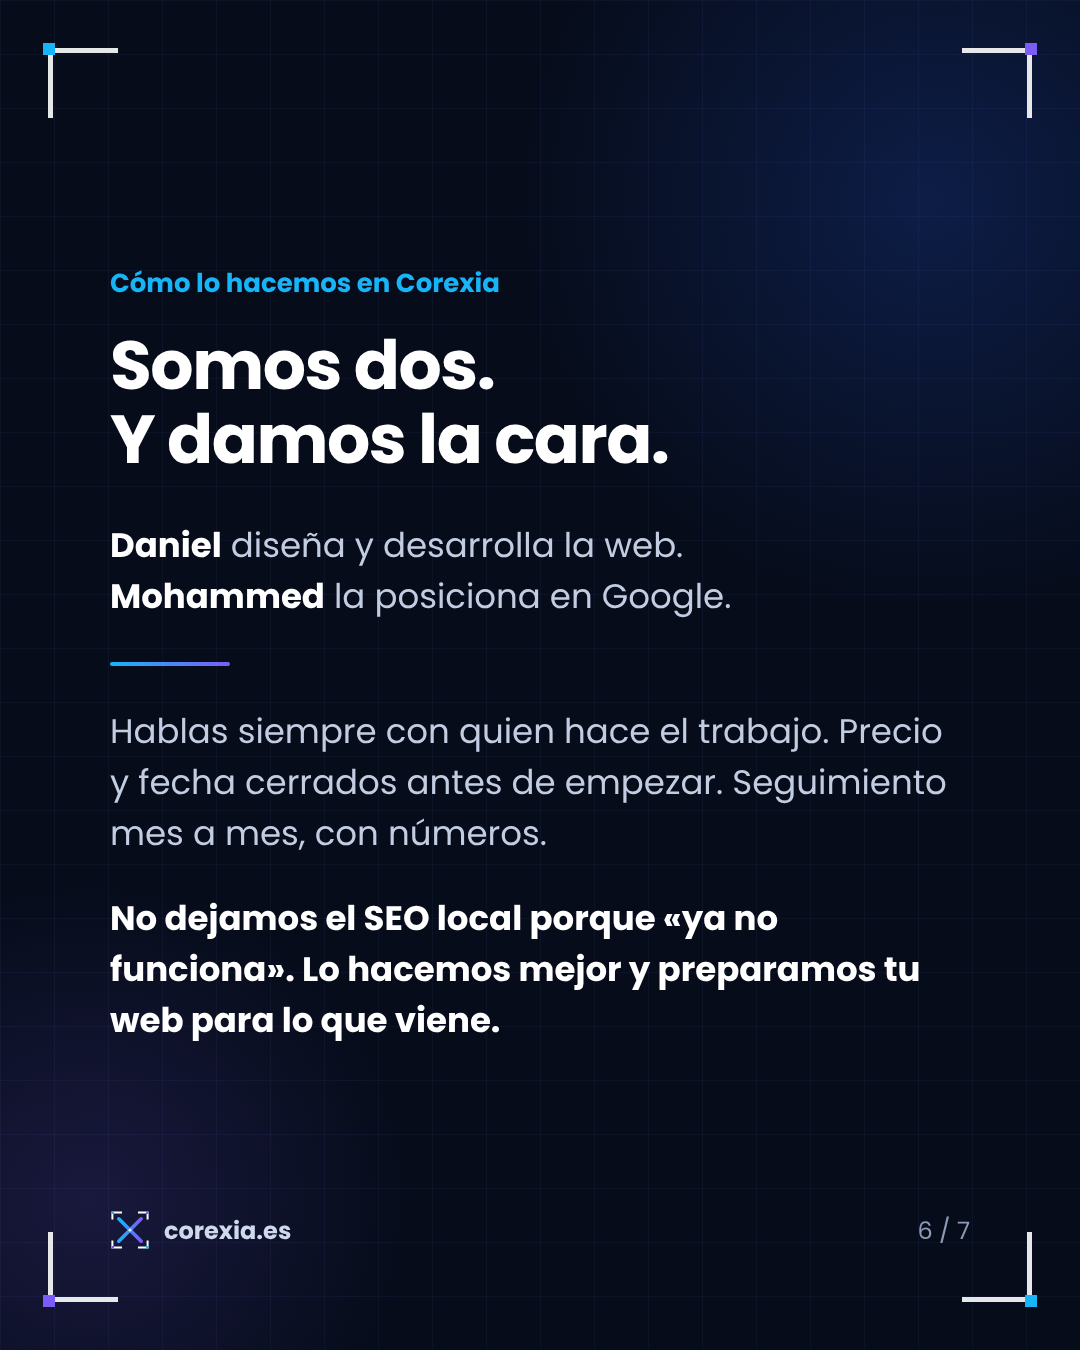 Cómo lo hacemos en Corexia
Somos dos.
Y damos la cara.
Daniel diseña y desarrolla la web.
Mohammed la posiciona en Google.
Hablas siempre con quien hace el trabajo. Precio
y fecha cerrados antes de empezar. Seguimiento
mes a mes, con números.
No dejamos el SEO local porque «ya no
funciona». Lo hacemos mejor y preparamos tu
web para lo que viene.
corexia.es
6 / 7